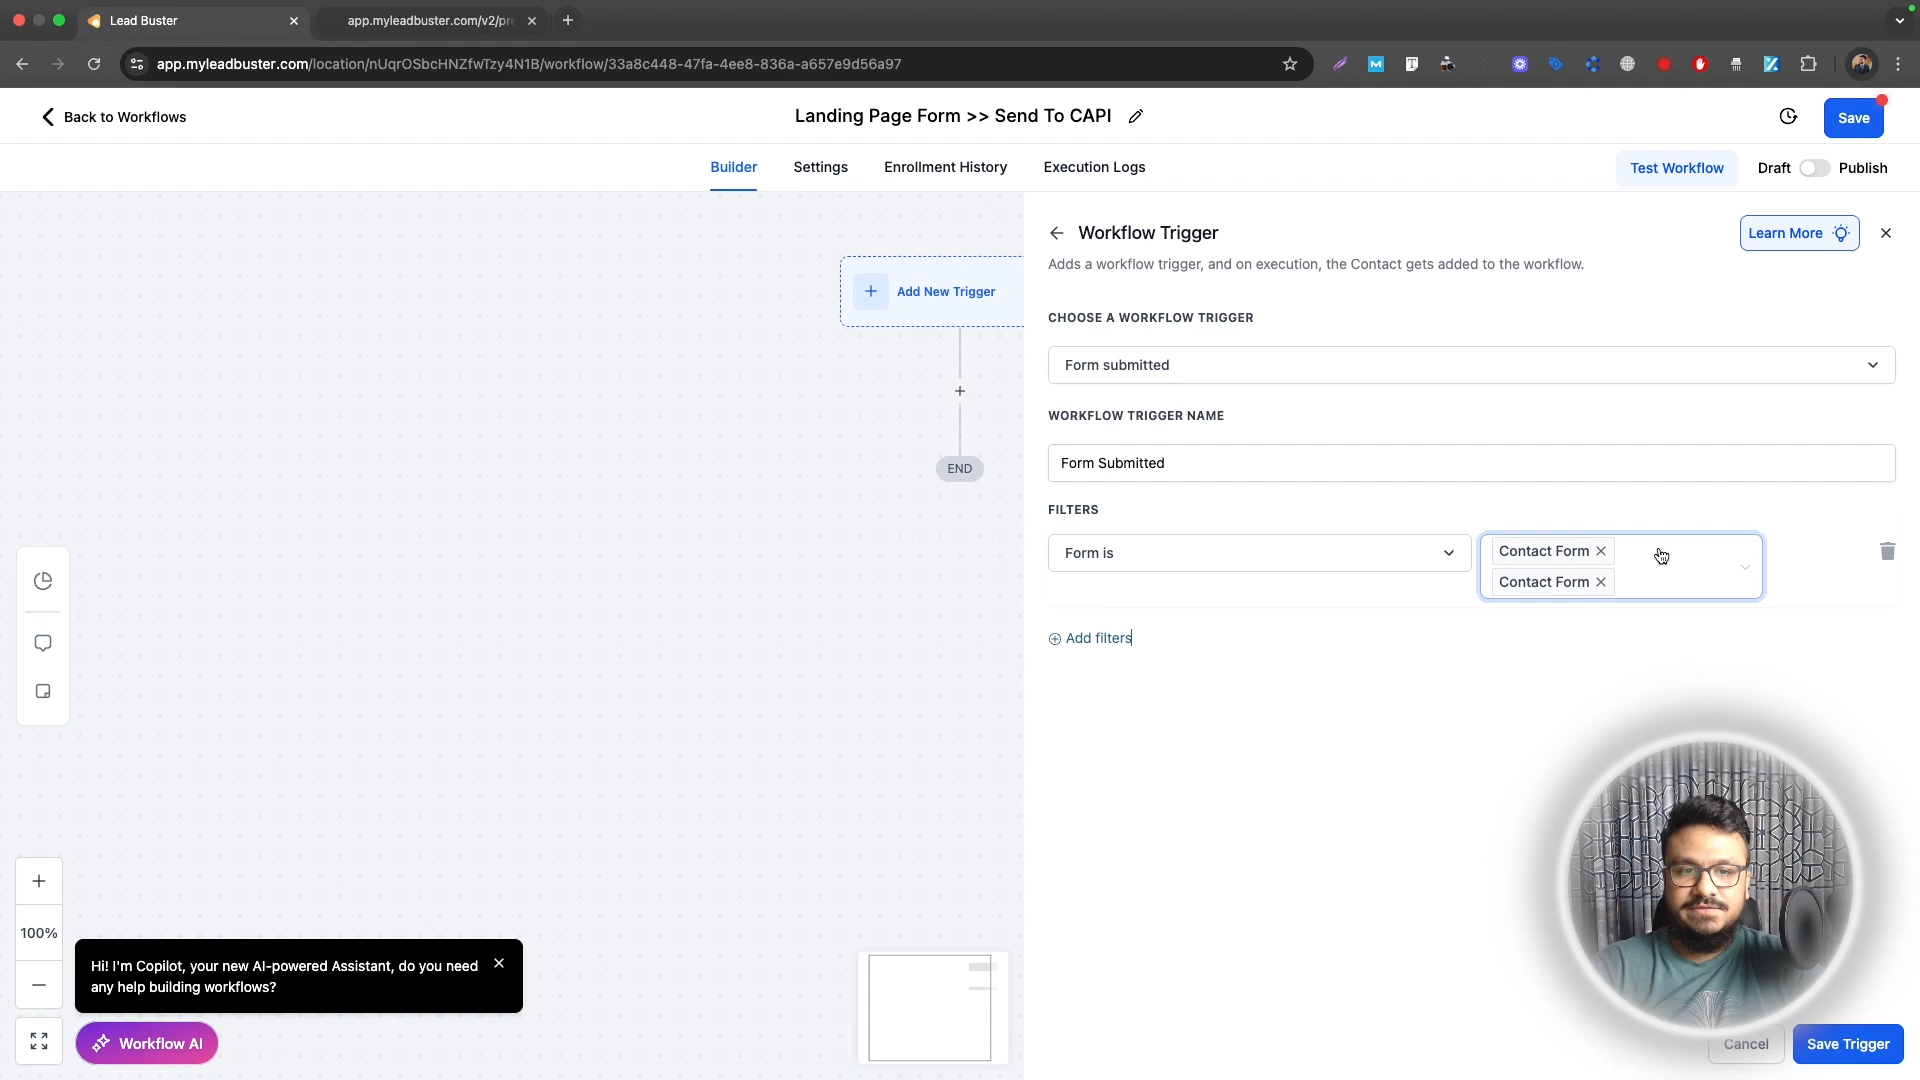 Lead Buster
app.myleadbuster.com/v2/pre
app.myleadbuster.com/location/nUqrOSbcHNZfwTzy4N1B/workflow/33a8c448-47fa-4ee8-836a-a657e9d56a97
Back to Workflows
Landing Page Form >> Send To CAPI
Save
Builder
Settings
Enrollment History
Execution Logs
Test Workflow
Draft
Publish
Workflow Trigger
Learn More
Adds a workflow trigger, and on execution, the Contact gets added to the workflow.
Add New Trigger
CHOOSE A WORKFLOW TRIGGER
Form submitted
WORKFLOW TRIGGER NAME
Form Submitted
END
FILTERS
Form is
Contact Form
Contact Form
Add filters
100%
Hi! I'm Copilot, your new AI-powered Assistant, do you need
any help building workflows?
Workflow AI
Cancel
Save Trigger